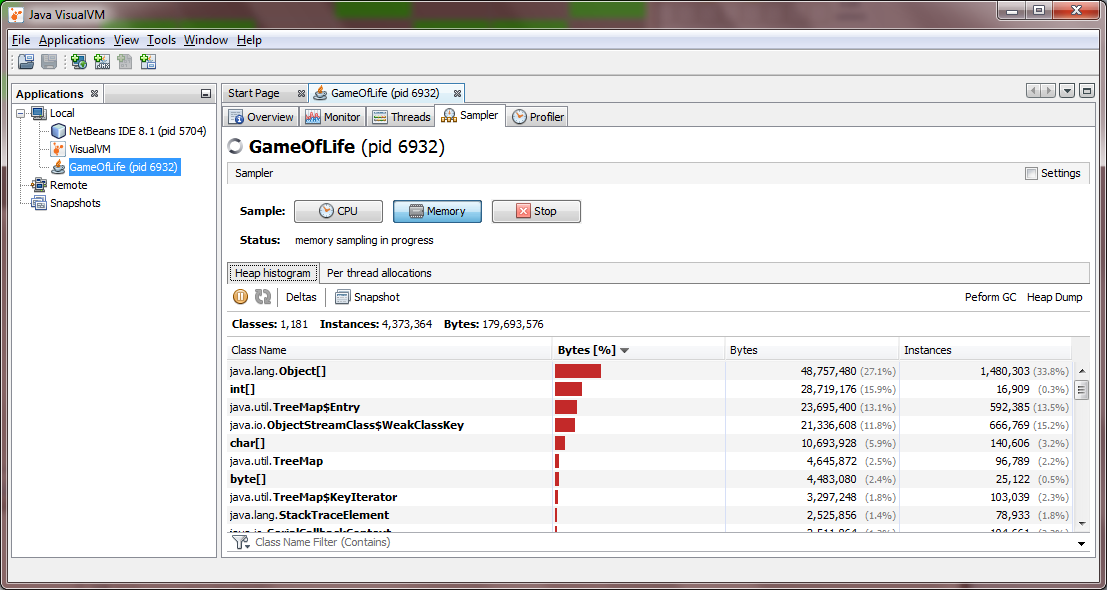 Java VisualVM
File Applications View Tools Window Help
Applications
Local
NetBeans IDE 8.1 (pid 5704)
VisualVM
GameOfLife (pid 6932)
Remote
Snapshots
Start Page GameOfLife (pid 6932)
Overview Monitor Threads Sampler Profiler
GameOfLife (pid 6932)
Sampler Settings
Sample: CPU Memory Stop
Status: memory sampling in progress
Heap histogram Per thread allocations
Deltas Snapshot Peform GC Heap Dump
Classes: 1,181 Instances: 4,373,364 Bytes: 179,693,576
Class Name Bytes [%] Bytes Instances
java.lang.Object[] 48,757,480 (27.1%) 1,480,303 (33.8%)
int[] 28,719,176 (15.9%) 16,909 (0.3%)
java.util.TreeMap$Entry 23,695,400 (13.1%) 592,385 (13.5%)
java.io.ObjectStreamClass$WeakClassKey 21,336,608 (11.8%) 666,769 (15.2%)
char[] 10,693,928 (5.9%) 140,606 (3.2%)
java.util.TreeMap 4,645,872 (2.5%) 96,789 (2.2%)
byte[] 4,483,080 (2.4%) 25,122 (0.5%)
java.util.TreeMap$KeyIterator 3,297,248 (1.8%) 103,039 (2.3%)
java.lang.StackTraceElement 2,525,856 (1.4%) 78,933 (1.8%)
Class Name Filter (Contains)